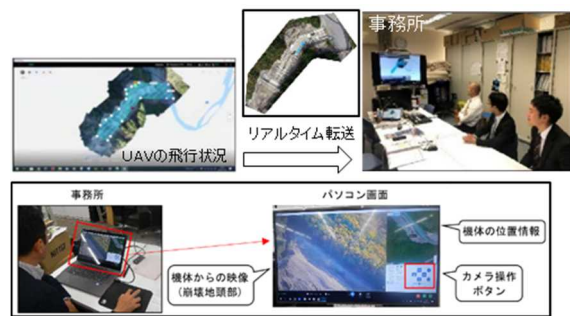 事務所
UAVの飛行状況
リアルタイム転送
事務所
パソコン画面
機体の位置情報
機体からの映像
(崩壊地頭部)
カメラ操作
ボタン